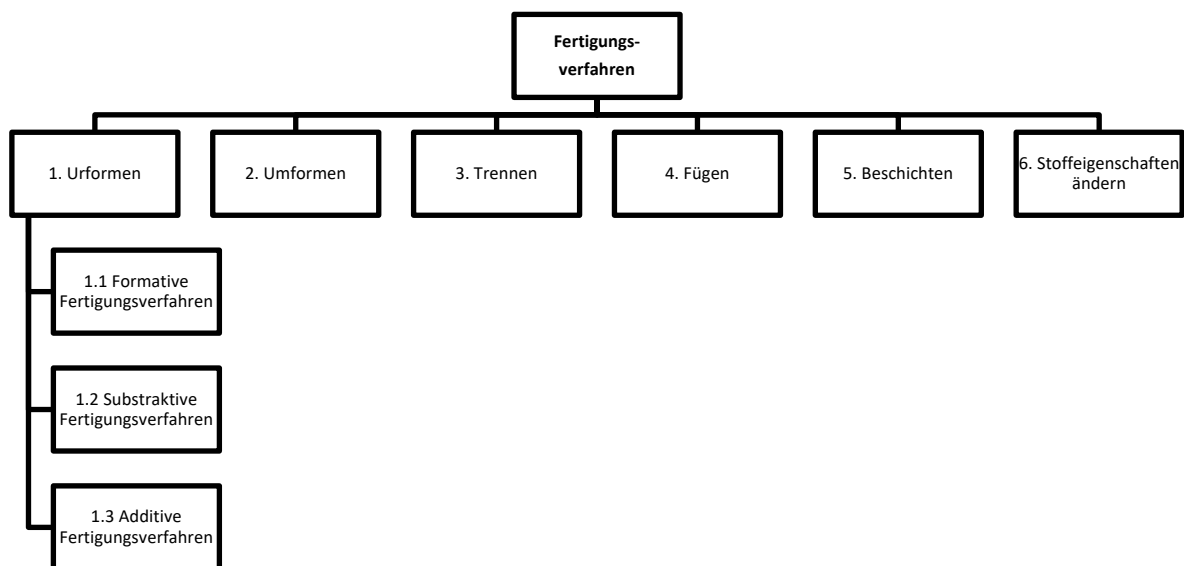 Fertigungs-
verfahren
1. Urformen
2. Umformen
3. Trennen
4. Fügen
5. Beschichten
6. Stoffeigenschaften
ändern
1.1 Formative
Fertigungsverfahren
1.2 Substraktive
Fertigungsverfahren
1.3 Additive
Fertigungsverfahren